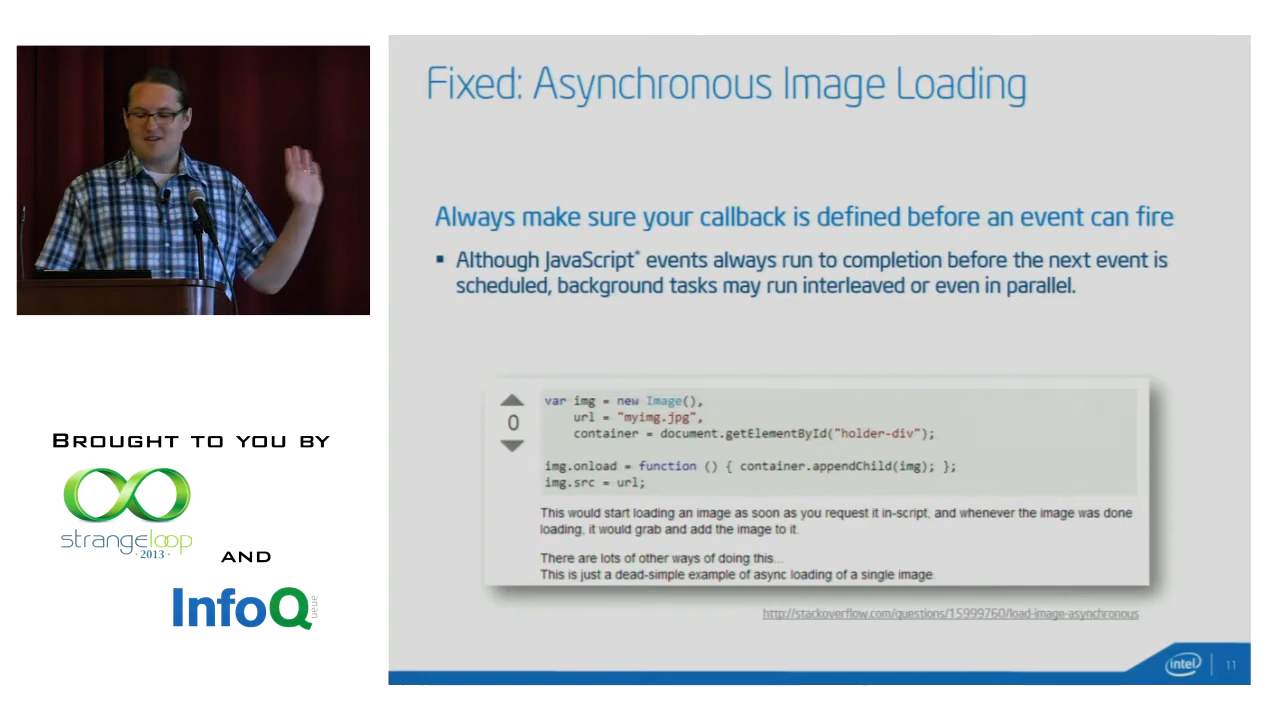 Fixed: Asynchronous Image Loading
Always make sure your callback is defined before an event can fire
▪ Although JavaScript* events always run to completion before the next event is
scheduled, background tasks may run interleaved or even in parallel.
0
var img = new Image(),
url = "myimg.jpg",
container = document.getElementById("holder-div");
img.onload = function () { container.appendChild(img); };
img.src = url;
This would start loading an image as soon as you request it in-script, and whenever the image was done
loading, it would grab and add the image to it.
There are lots of other ways of doing this...
This is just a dead-simple example of async loading of a single image.
http://stackoverflow.com/questions/15999760/load-image-asynchronous
intel
11
BROUGHT TO YOU BY
strangeloop
· 2013 ·
AND
InfoQ
ueue